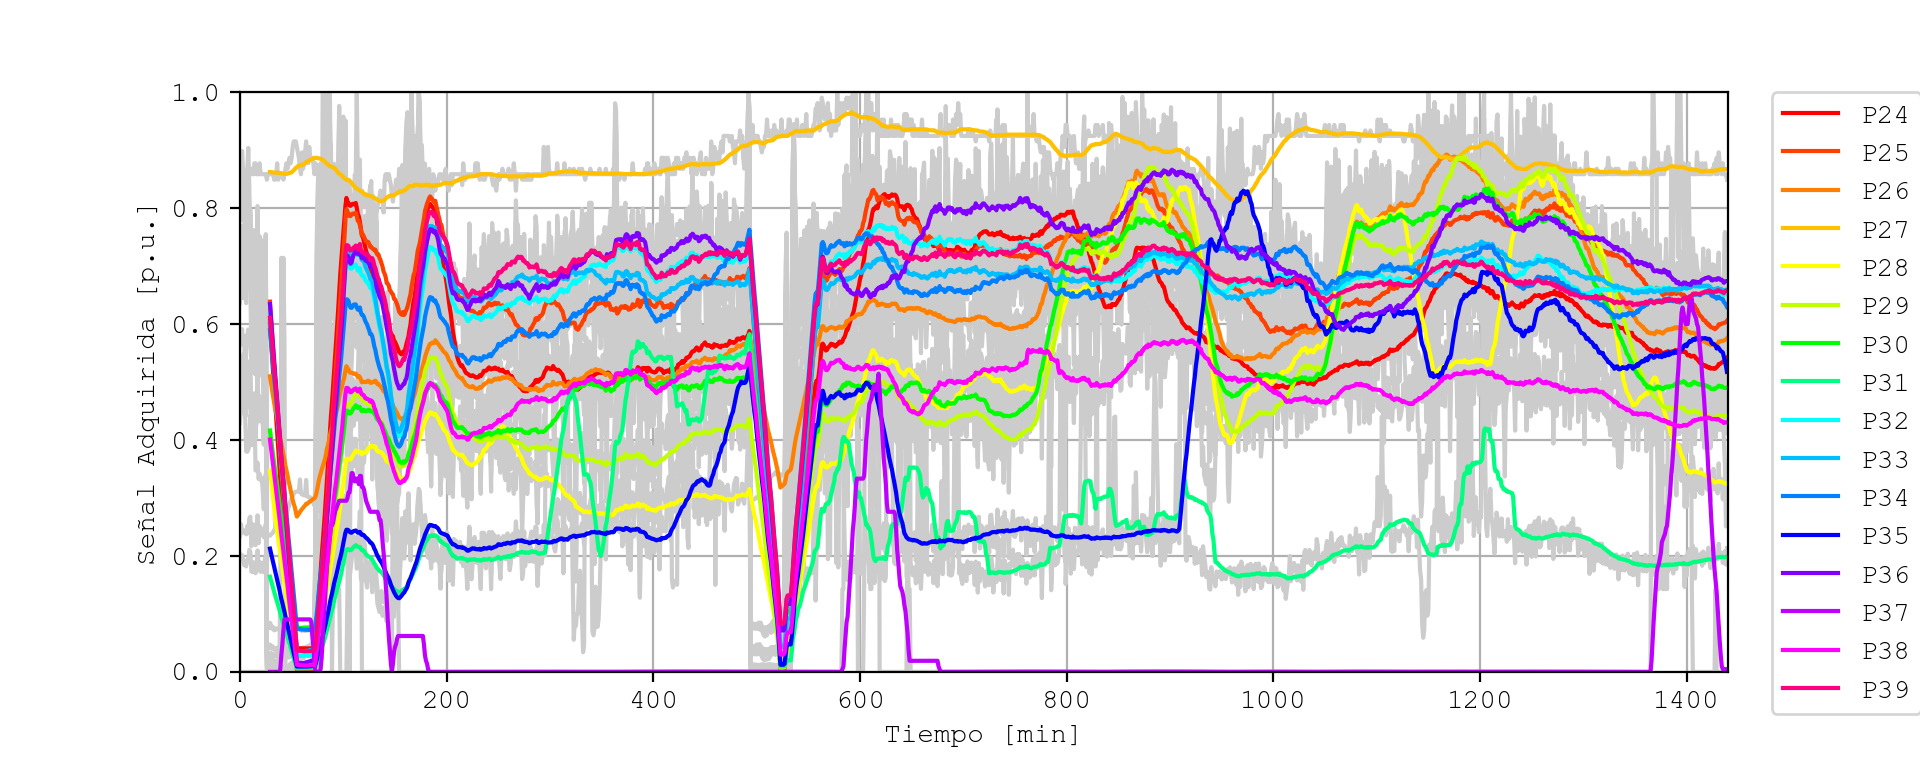 1.0
0.8
0.6
0.4
0.2
0.0
Señal Adquirida [p.u.]
0 200 400 600 800 1000 1200 1400
Tiempo [min]
P24
P25
P26
P27
P28
P29
P30
P31
P32
P33
P34
P35
P36
P37
P38
P39